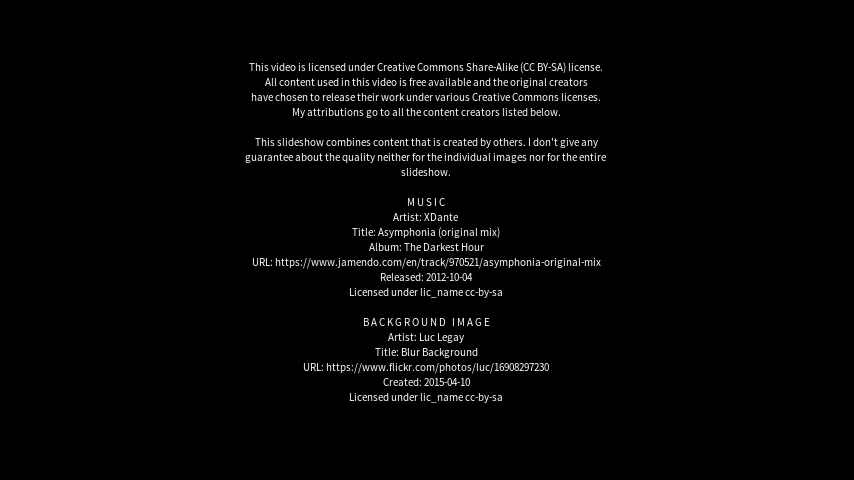 This video is licensed under Creative Commons Share-Alike (CC BY-SA) license.
All content used in this video is free available and the original creators
have chosen to release their work under various Creative Commons licenses.
My attributions go to all the content creators listed below.
This slideshow combines content that is created by others. I don't give any
guarantee about the quality neither for the individual images nor for the entire
slideshow.
MUSIC
Artist: XDante
Title: Asymphonia (original mix)
Album: The Darkest Hour
URL: https://www.jamendo.com/en/track/970521/asymphonia-original-mix
Released: 2012-10-04
Licensed under lic_name cc-by-sa
BACKGROUND IMAGE
Artist: Luc Legay
Title: Blur Background
URL: https://www.flickr.com/photos/luc/16908297230
Created: 2015-04-10
Licensed under lic_name cc-by-sa